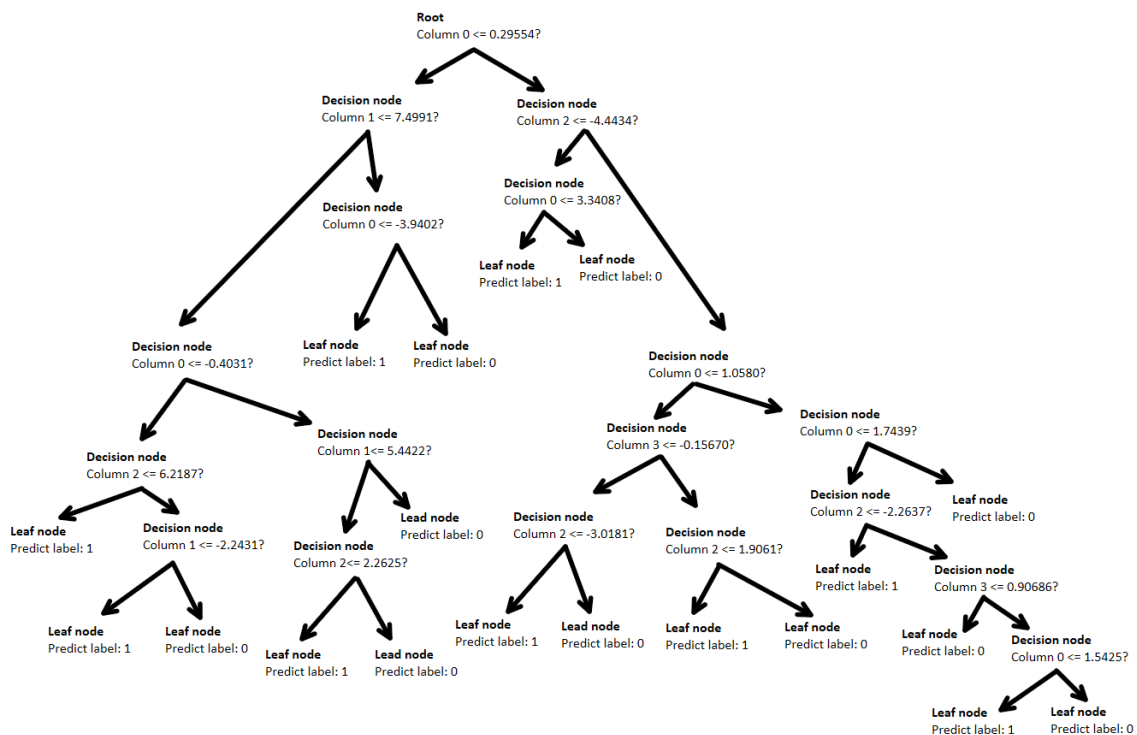 Root
Column 0 <= 0.29554?
Decision node
Column 1 <= 7.4991?
Decision node
Column 2 <= -4.4434?
Decision node
Column 0 <= 3.3408?
Decision node
Column 0 <= -3.9402?
Leaf node
Predict label: 1
Leaf node
Predict label: 0
Decision node
Column 0 <= -0.4031?
Leaf node
Predict label: 1
Leaf node
Predict label: 0
Decision node
Column 0 <= 1.0580?
Decision node
Column 2 <= 6.2187?
Decision node
Column 1<= 5.4422?
Decision node
Column 3 <= -0.15670?
Decision node
Column 0 <= 1.7439?
Leaf node
Predict label: 1
Decision node
Column 1 <= -2.2431?
Lead node
Predict label: 0
Decision node
Column 2<= 2.2625?
Decision node
Column 2 <= -3.0181?
Decision node
Column 2 <= 1.9061?
Decision node
Column 2 <= -2.2637?
Leaf node
Predict label: 0
Leaf node
Predict label: 1
Decision node
Column 3 <= 0.90686?
Leaf node
Predict label: 1
Leaf node
Predict label: 0
Leaf node
Predict label: 1
Lead node
Predict label: 0
Leaf node
Predict label: 1
Lead node
Predict label: 0
Leaf node
Predict label: 1
Leaf node
Predict label: 0
Leaf node
Predict label: 0
Decision node
Column 0 <= 1.5425?
Leaf node
Predict label: 1
Leaf node
Predict label: 0